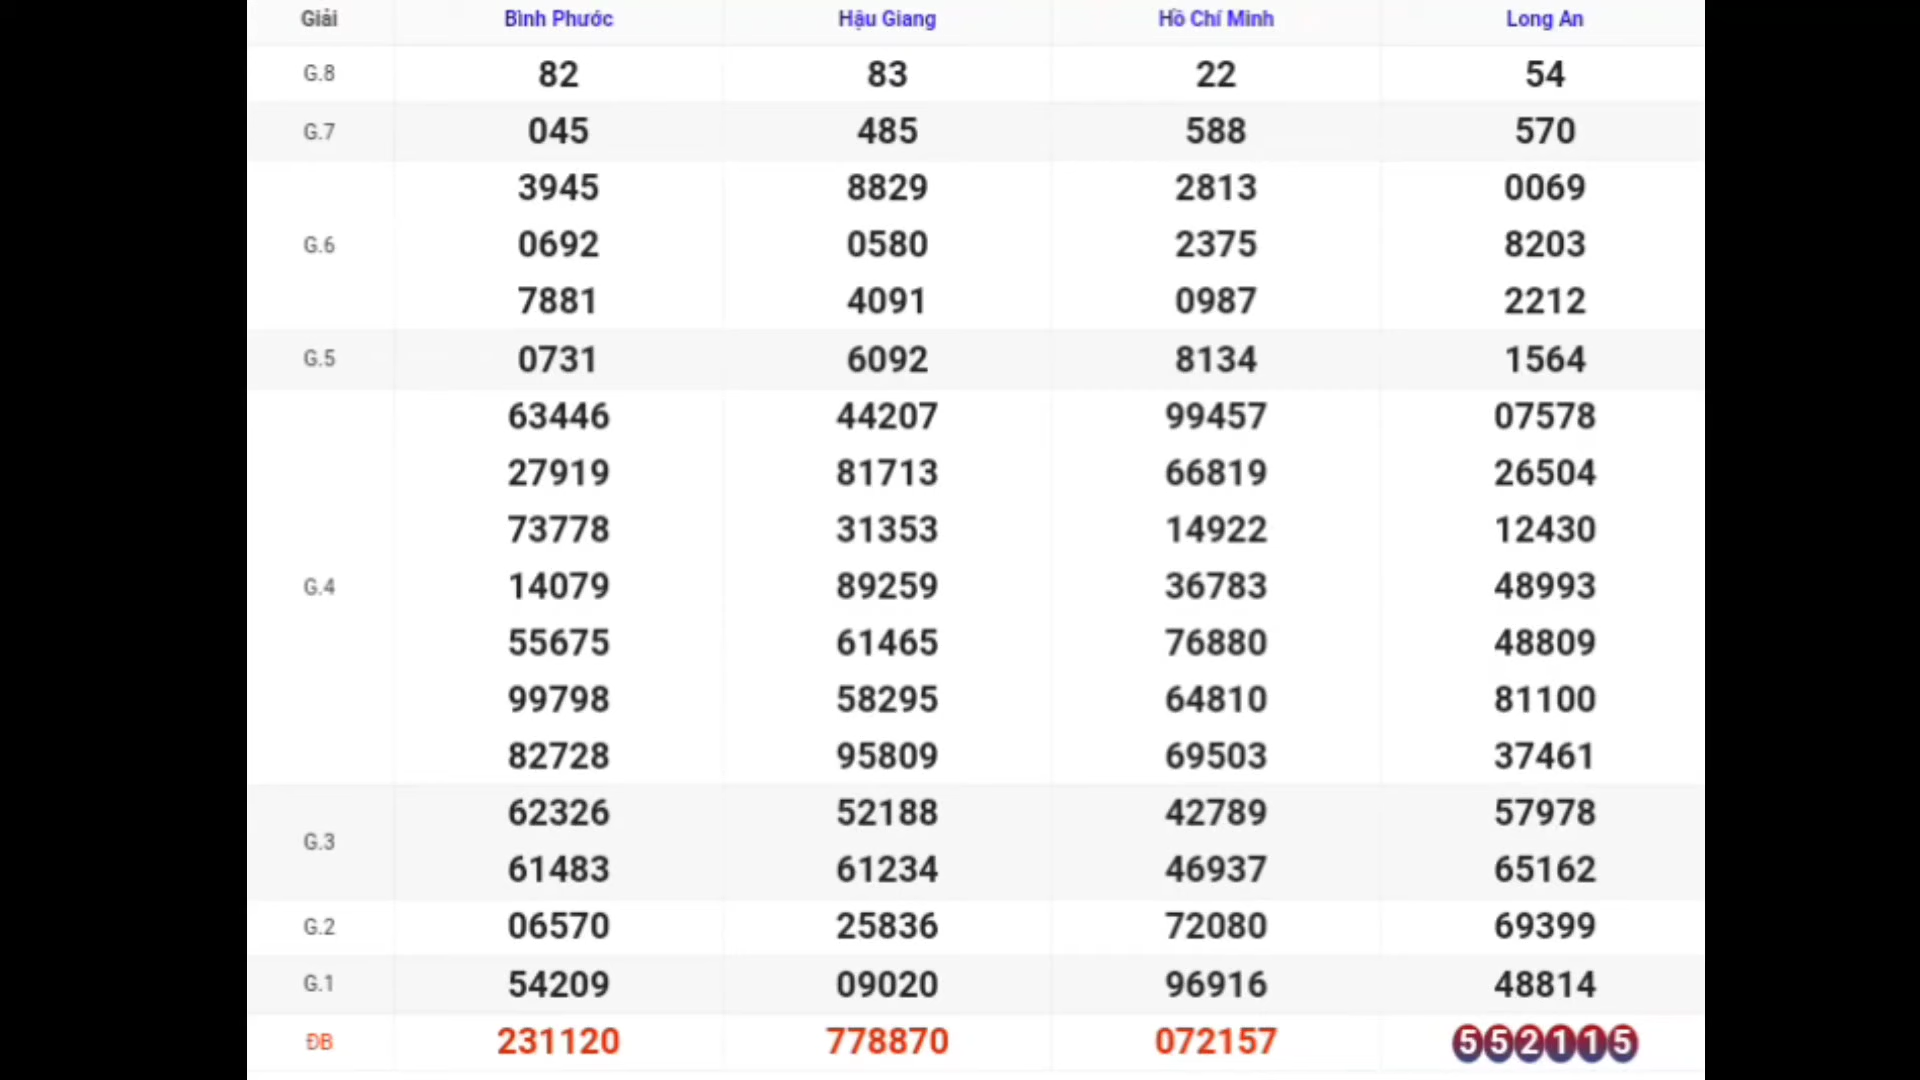 Giải Bình Phước Hậu Giang Hồ Chí Minh Long An
G.8 82 83 22 54
G.7 045 485 588 570
3945 8829 2813 0069
G.6 0692 0580 2375 8203
7881 4091 0987 2212
G.5 0731 6092 8134 1564
63446 44207 99457 07578
27919 81713 66819 26504
73778 31353 14922 12430
G.4 14079 89259 36783 48993
55675 61465 76880 48809
99798 58295 64810 81100
82728 95809 69503 37461
G.3 62326 52188 42789 57978
61483 61234 46937 65162
G.2 06570 25836 72080 69399
G.1 54209 09020 96916 48814
ĐB 231120 778870 072157 552115